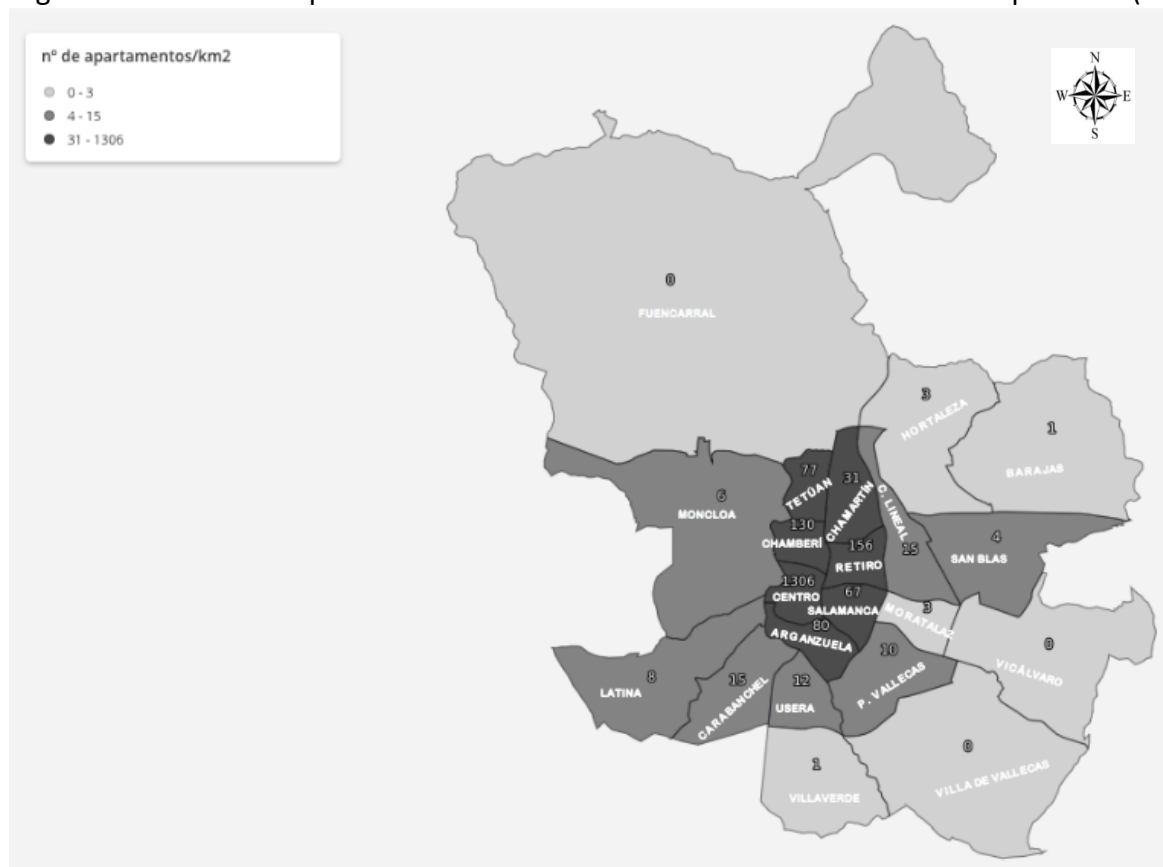 nº de apartamentos/km2
0 - 3
4 - 15
31 - 1306
N
W E
S
0
FUENCARRAL
3
HORTALEZA
1
BARAJAS
77
TETÚAN
31
CHAMARTÍN
6
MONCLOA
130
CHAMBERÍ
C. LINEAL
15
156
RETIRO
4
SAN BLAS
1306
CENTRO
67
SALAMANCA
3
MORATALAZ
80
ARGANZUELA
0
VICÁLVARO
10
P. VALLECAS
8
LATINA
15
CARABANCHEL
12
USERA
0
VILLA DE VALLECAS
1
VILLAVERDE